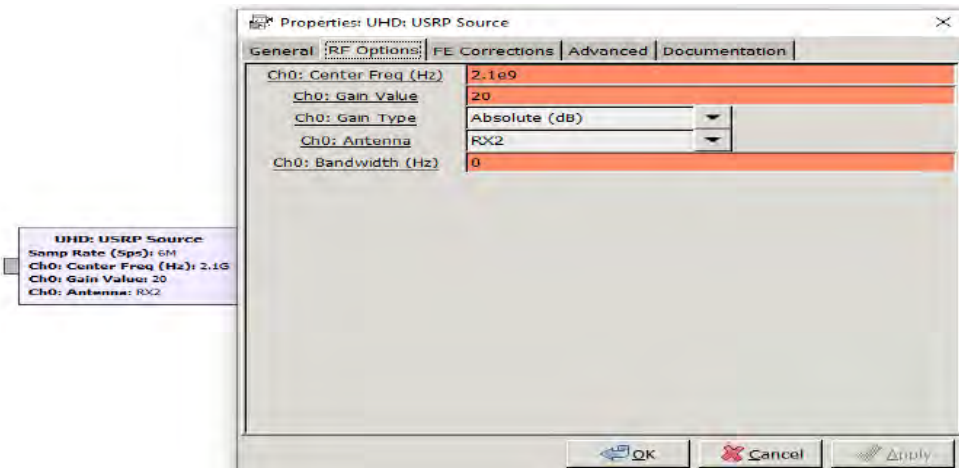 Properties: UHD: USRP Source
General RF Options FE Corrections Advanced Documentation
Ch0: Center Freq (Hz) 2.1e9
Ch0: Gain Value 20
Ch0: Gain Type Absolute (dB)
Ch0: Antenna RX2
Ch0: Bandwidth (Hz) 0
UHD: USRP Source
Samp Rate (Sps): 6M
Ch0: Center Freq (Hz): 2.1G
Ch0: Gain Value: 20
Ch0: Antenna: RX2
OK Cancel Apply